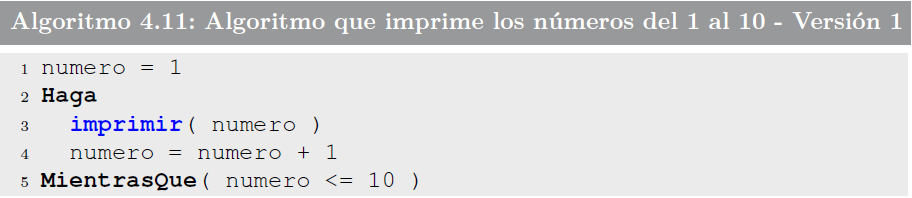 Algoritmo 4.11: Algoritmo que imprime los números del 1 al 10 - Versión 1
1 numero = 1
2 Haga
3   imprimir( numero )
4   numero = numero + 1
5 MientrasQue( numero <= 10 )